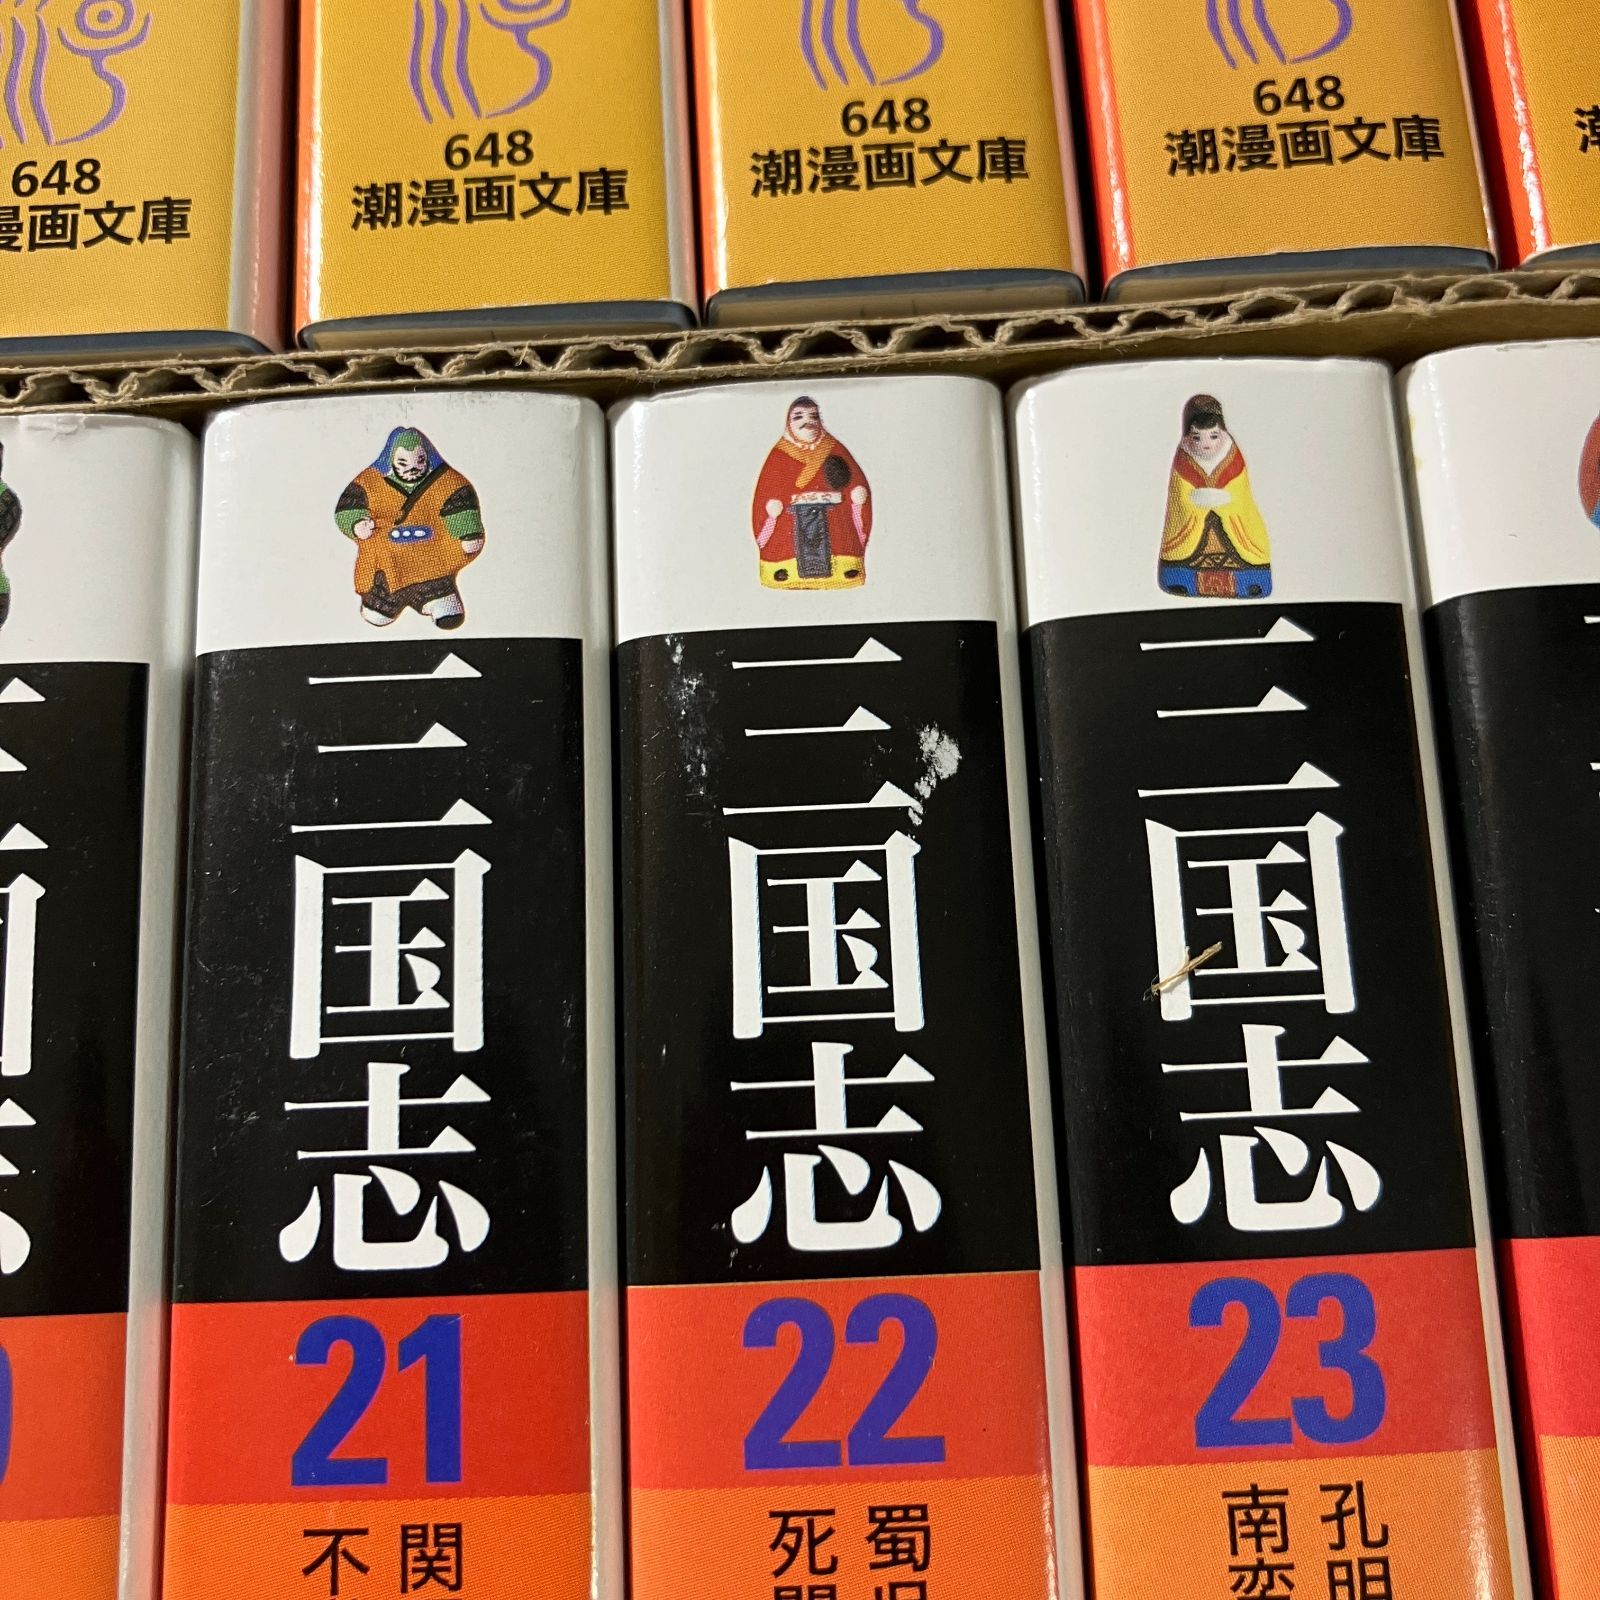 648
漫画文庫
648
潮漫画文庫
648
潮漫画文庫
648
潮漫画文庫
三国志
21
関
不
三国志
22
蜀
死
三国志
23
孔明
南蛮